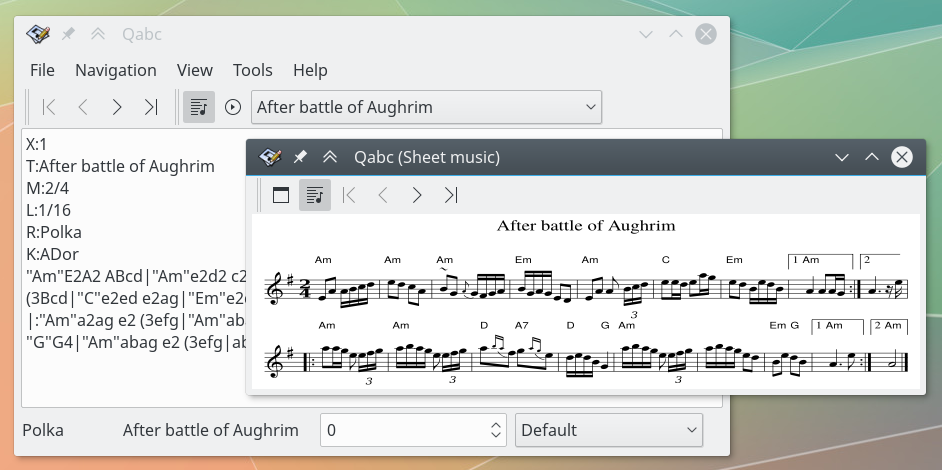 Qabc
File Navigation View Tools Help
After battle of Aughrim
X:1
T:After battle of Aughrim
M:2/4
L:1/16
R:Polka
K:ADor
"Am"E2A2 ABcd|"Am"e2d2 c2
(3Bcd|"C"e2ed e2ag|"Em"e2
|:"Am"a2ag e2 (3efg|"Am"ab
"G"G4|"Am"abag e2 (3efg|ab
Qabc (Sheet music)
After battle of Aughrim
Am Am Am Em Am C Em 1 Am 2
2 4
3
Am Am D A7 D G Am Em G 1 Am 2 Am
3 3 3
Polka After battle of Aughrim 0 Default